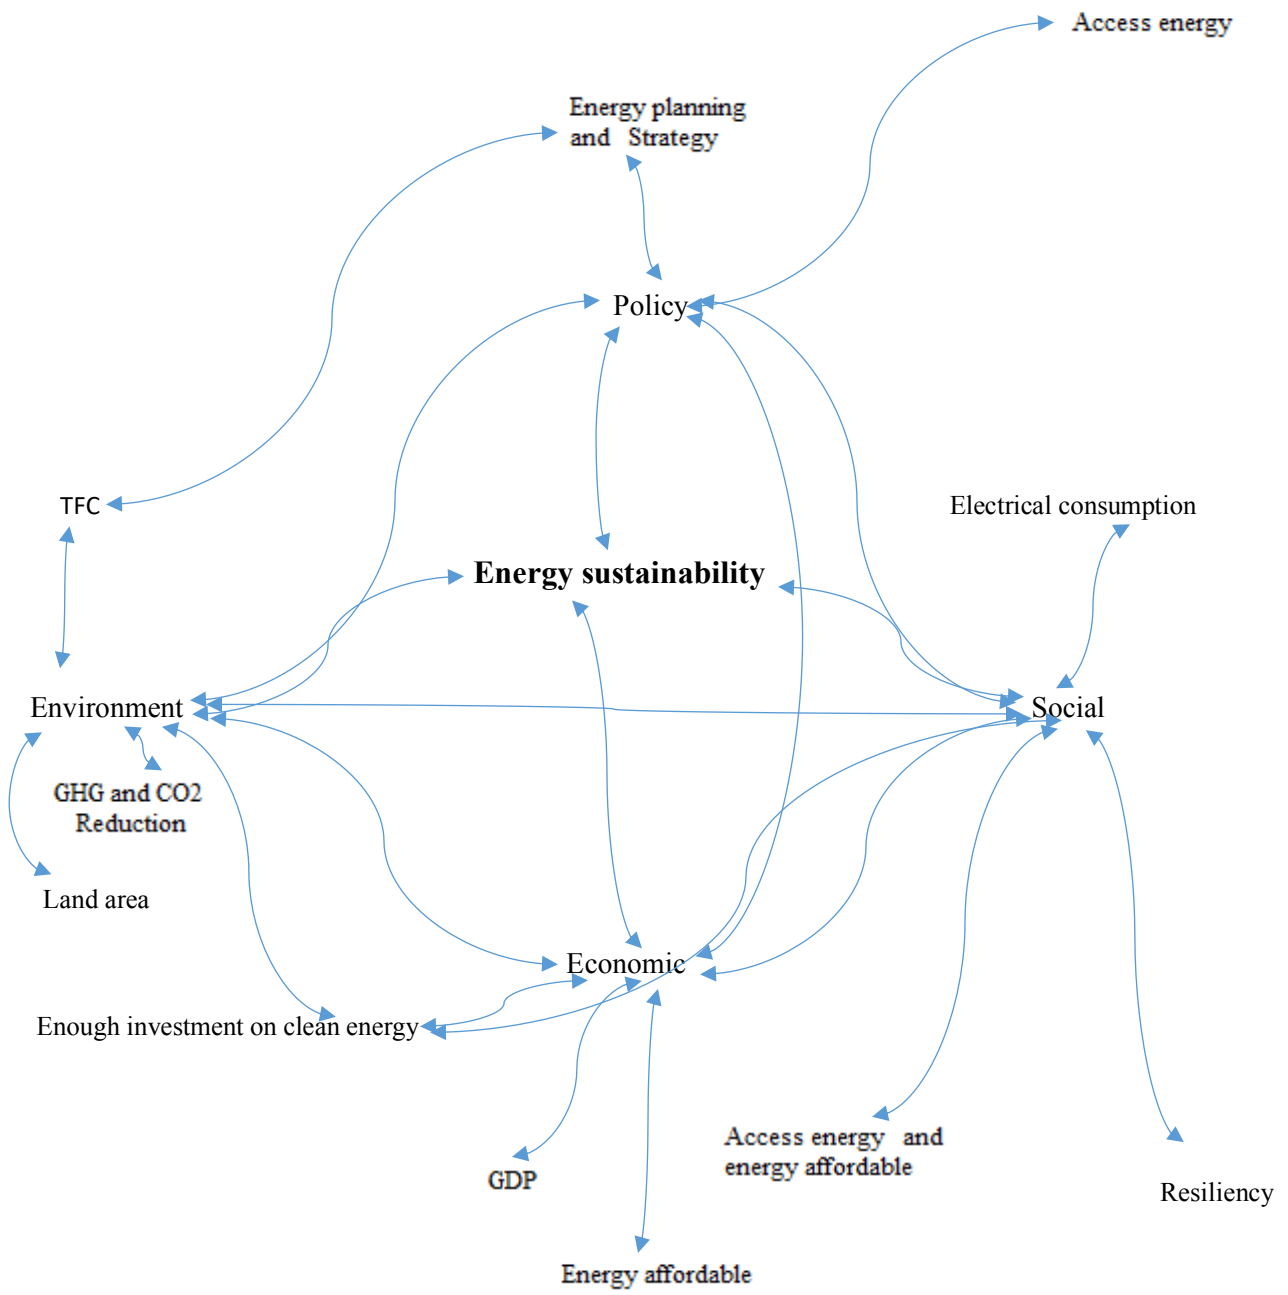 Access energy
Energy planning
and Strategy
Policy
TFC
Electrical consumption
Energy sustainability
Environment
Social
GHG and CO2
Reduction
Land area
Economic
Enough investment on clean energy
Access energy and
energy affordable
GDP
Resiliency
Energy affordable